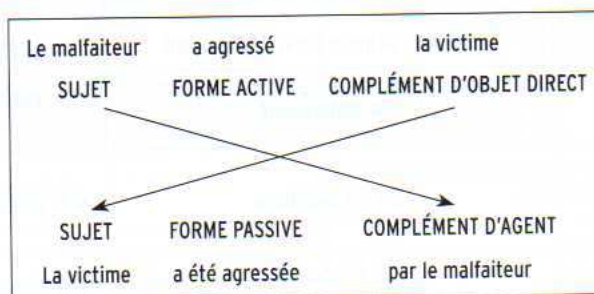 Le malfaiteur a agressé la victime
SUJET FORME ACTIVE COMPLÉMENT D'OBJET DIRECT
SUJET FORME PASSIVE COMPLÉMENT D'AGENT
La victime a été agressée par le malfaiteur